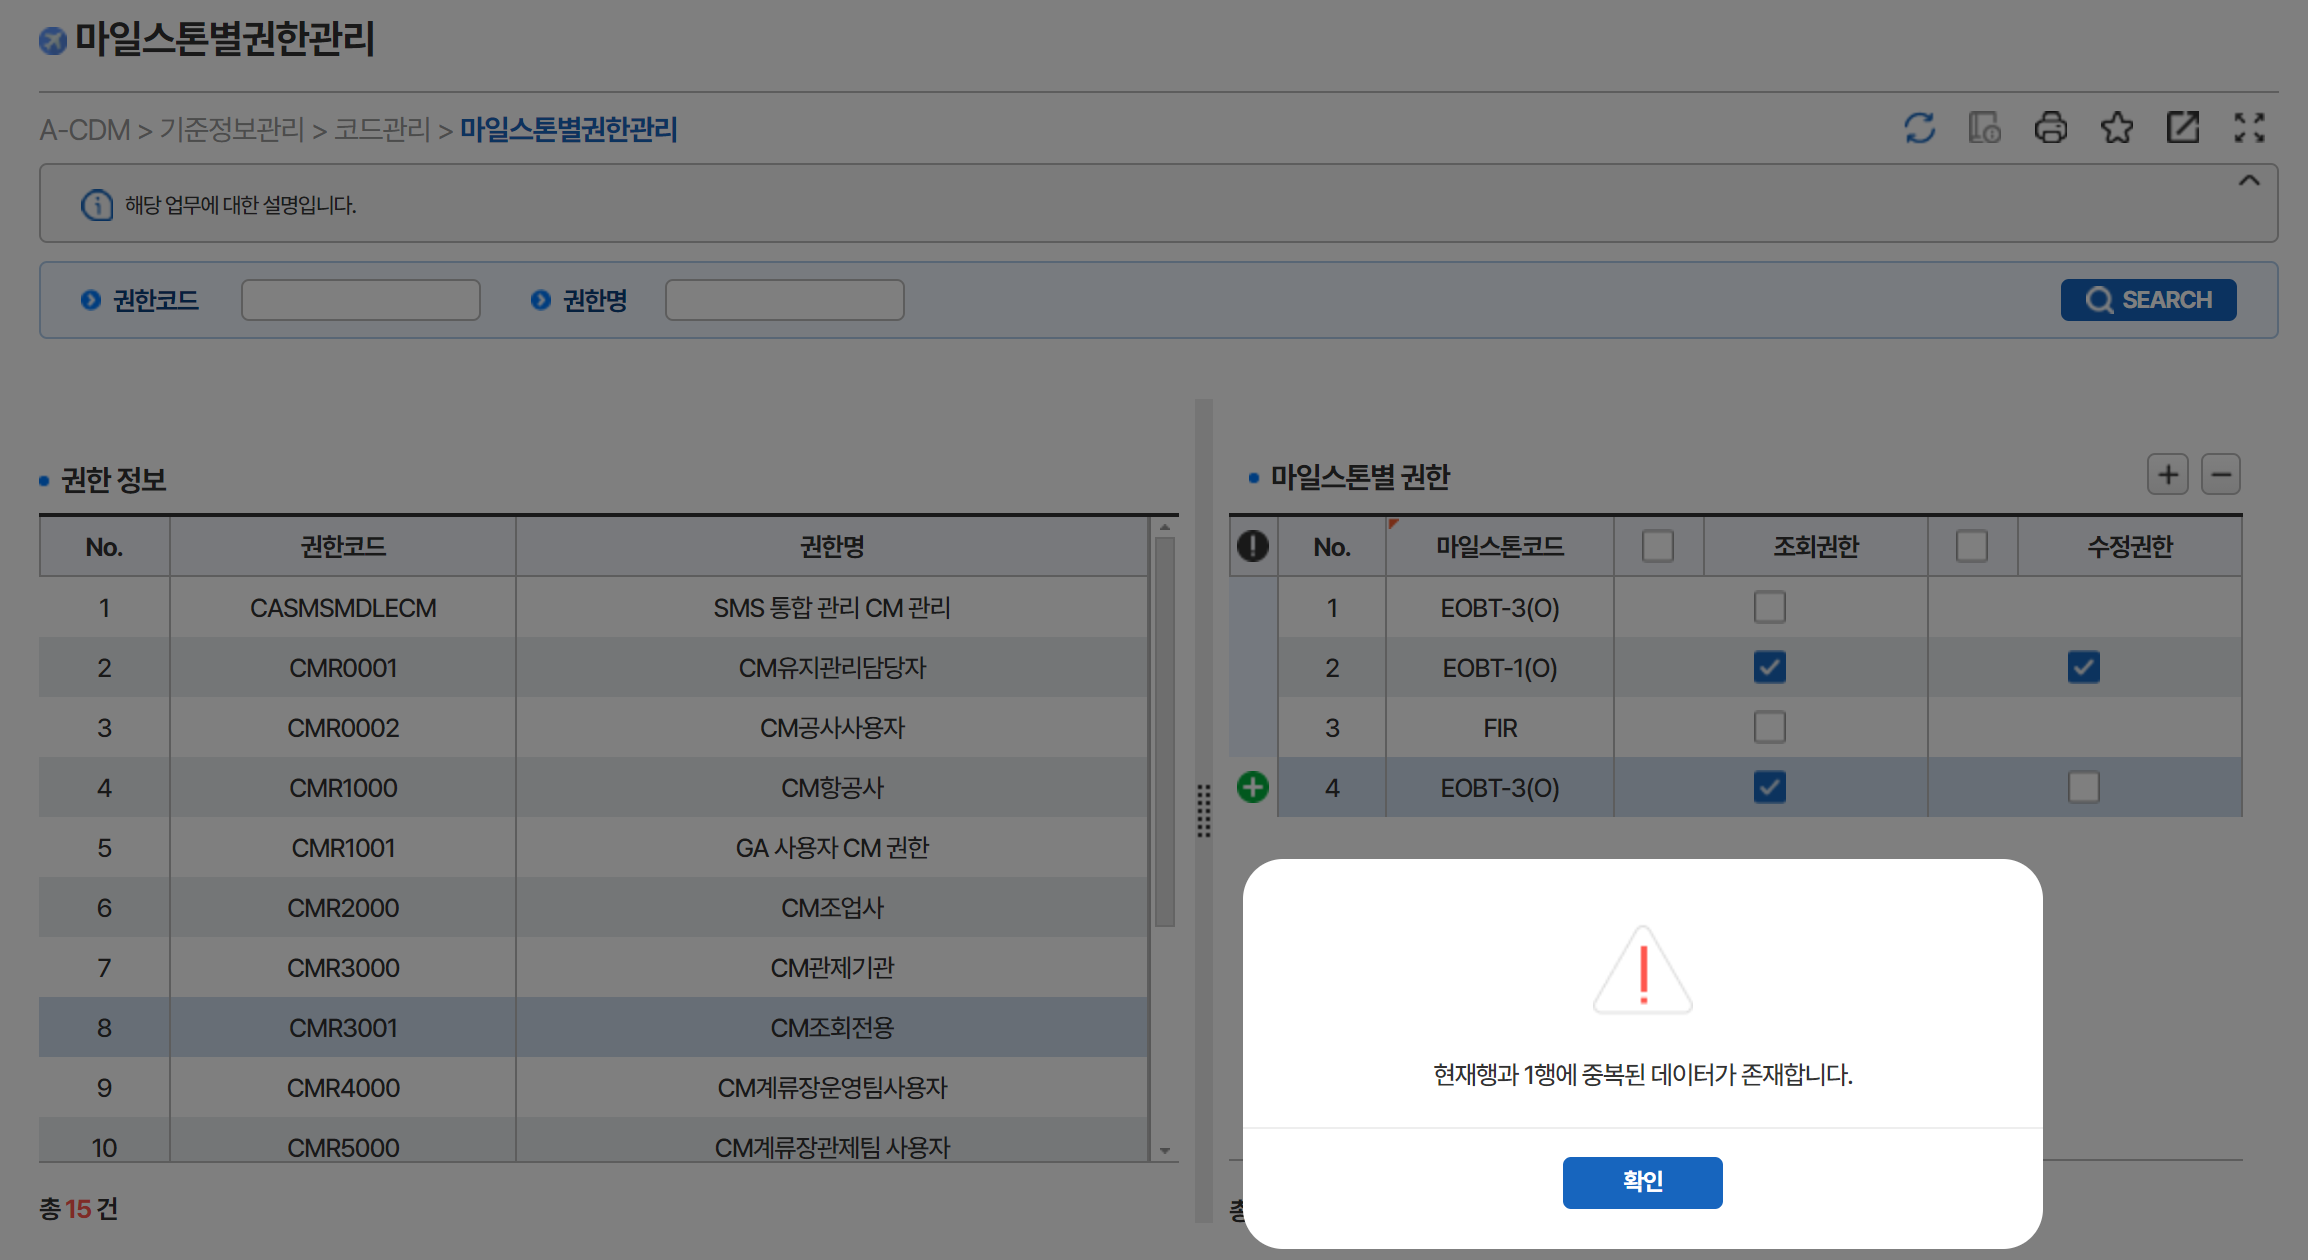 마일스톤별권한관리
A-CDM > 기준정보관리 > 코드관리 > 마일스톤별권한관리
해당 업무에 대한 설명입니다.
권한코드 권한명 SEARCH
권한 정보
No. 권한코드 권한명
1 CASMSMDLECM SMS 통합 관리 CM 관리
2 CMR0001 CM유지관리담당자
3 CMR0002 CM공사사용자
4 CMR1000 CM항공사
5 CMR1001 GA 사용자 CM 권한
6 CMR2000 CM조업사
7 CMR3000 CM관제기관
8 CMR3001 CM조회전용
9 CMR4000 CM계류장운영팀사용자
10 CMR5000 CM계류장관제팀 사용자
총 15 건
마일스톤별 권한
No. 마일스톤코드 조회권한 수정권한
1 EOBT-3(O)
2 EOBT-1(O)
3 FIR
4 EOBT-3(O)
현재행과 1행에 중복된 데이터가 존재합니다.
확인